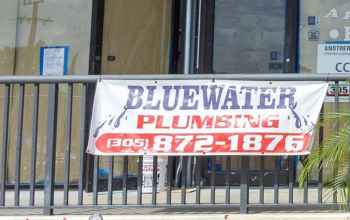 BLUEWATER
PLUMBING
(305) 872-1876